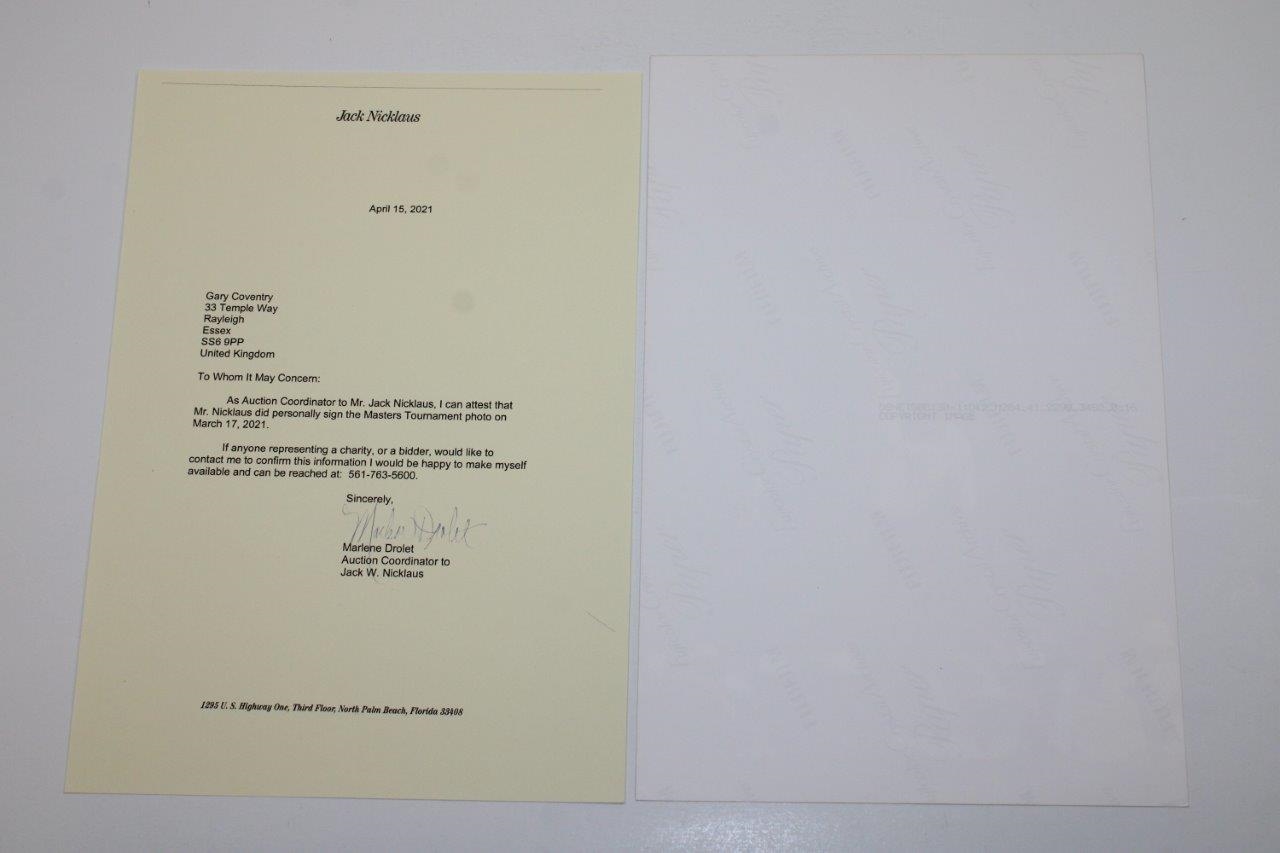 Jack Nicklaus
April 15, 2021
Gary Coventry
33 Temple Way
Rayleigh
Essex
SS6 9PP
United Kingdom
To Whom It May Concern:
As Auction Coordinator to Mr. Jack Nicklaus, I can attest that
Mr. Nicklaus did personally sign the Masters Tournament photo on
March 17, 2021.
If anyone representing a charity, or a bidder, would like to
contact me to confirm this information I would be happy to make myself
available and can be reached at: 561-763-5600.
Sincerely,
Marlene Drolet
Marlene Drolet
Auction Coordinator to
Jack W. Nicklaus
1295 U. S. Highway One, Third Floor, North Palm Beach, Florida 33408
COPYRIGHT IMAGE